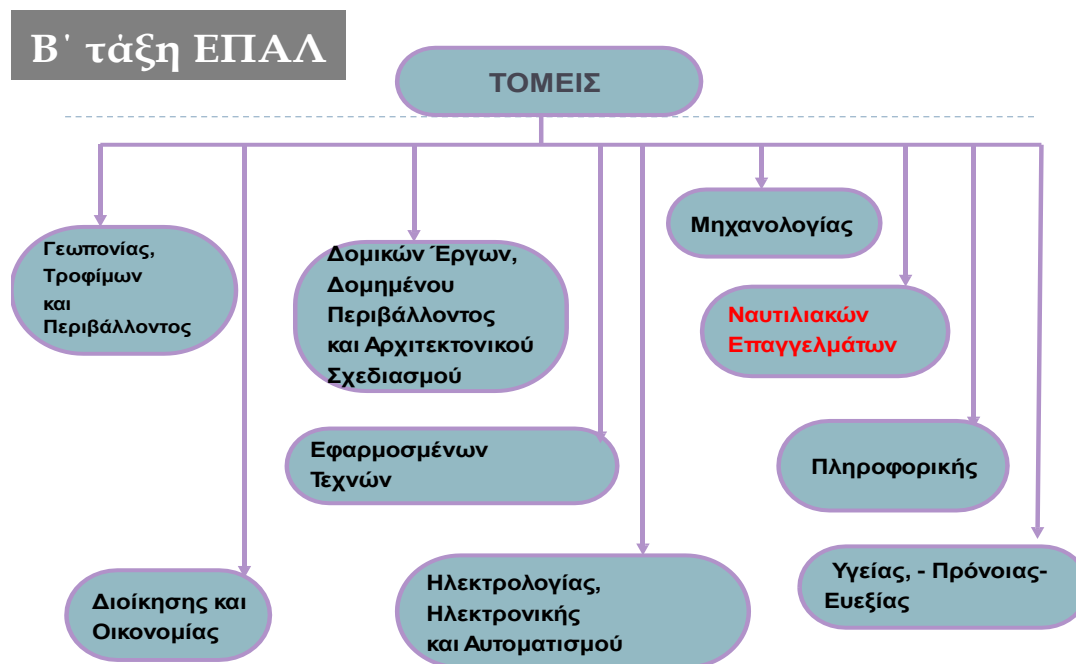 Β΄ τάξη ΕΠΑΛ
ΤΟΜΕΙΣ
Γεωπονίας,
Τροφίμων
και
Περιβάλλοντος
Δομικών Έργων,
Δομημένου
Περιβάλλοντος
και Αρχιτεκτονικού
Σχεδιασμού
Μηχανολογίας
Ναυτιλιακών
Επαγγελμάτων
Εφαρμοσμένων
Τεχνών
Πληροφορικής
Διοίκησης και
Οικονομίας
Ηλεκτρολογίας,
Ηλεκτρονικής
και Αυτοματισμού
Υγείας, - Πρόνοιας-
Ευεξίας